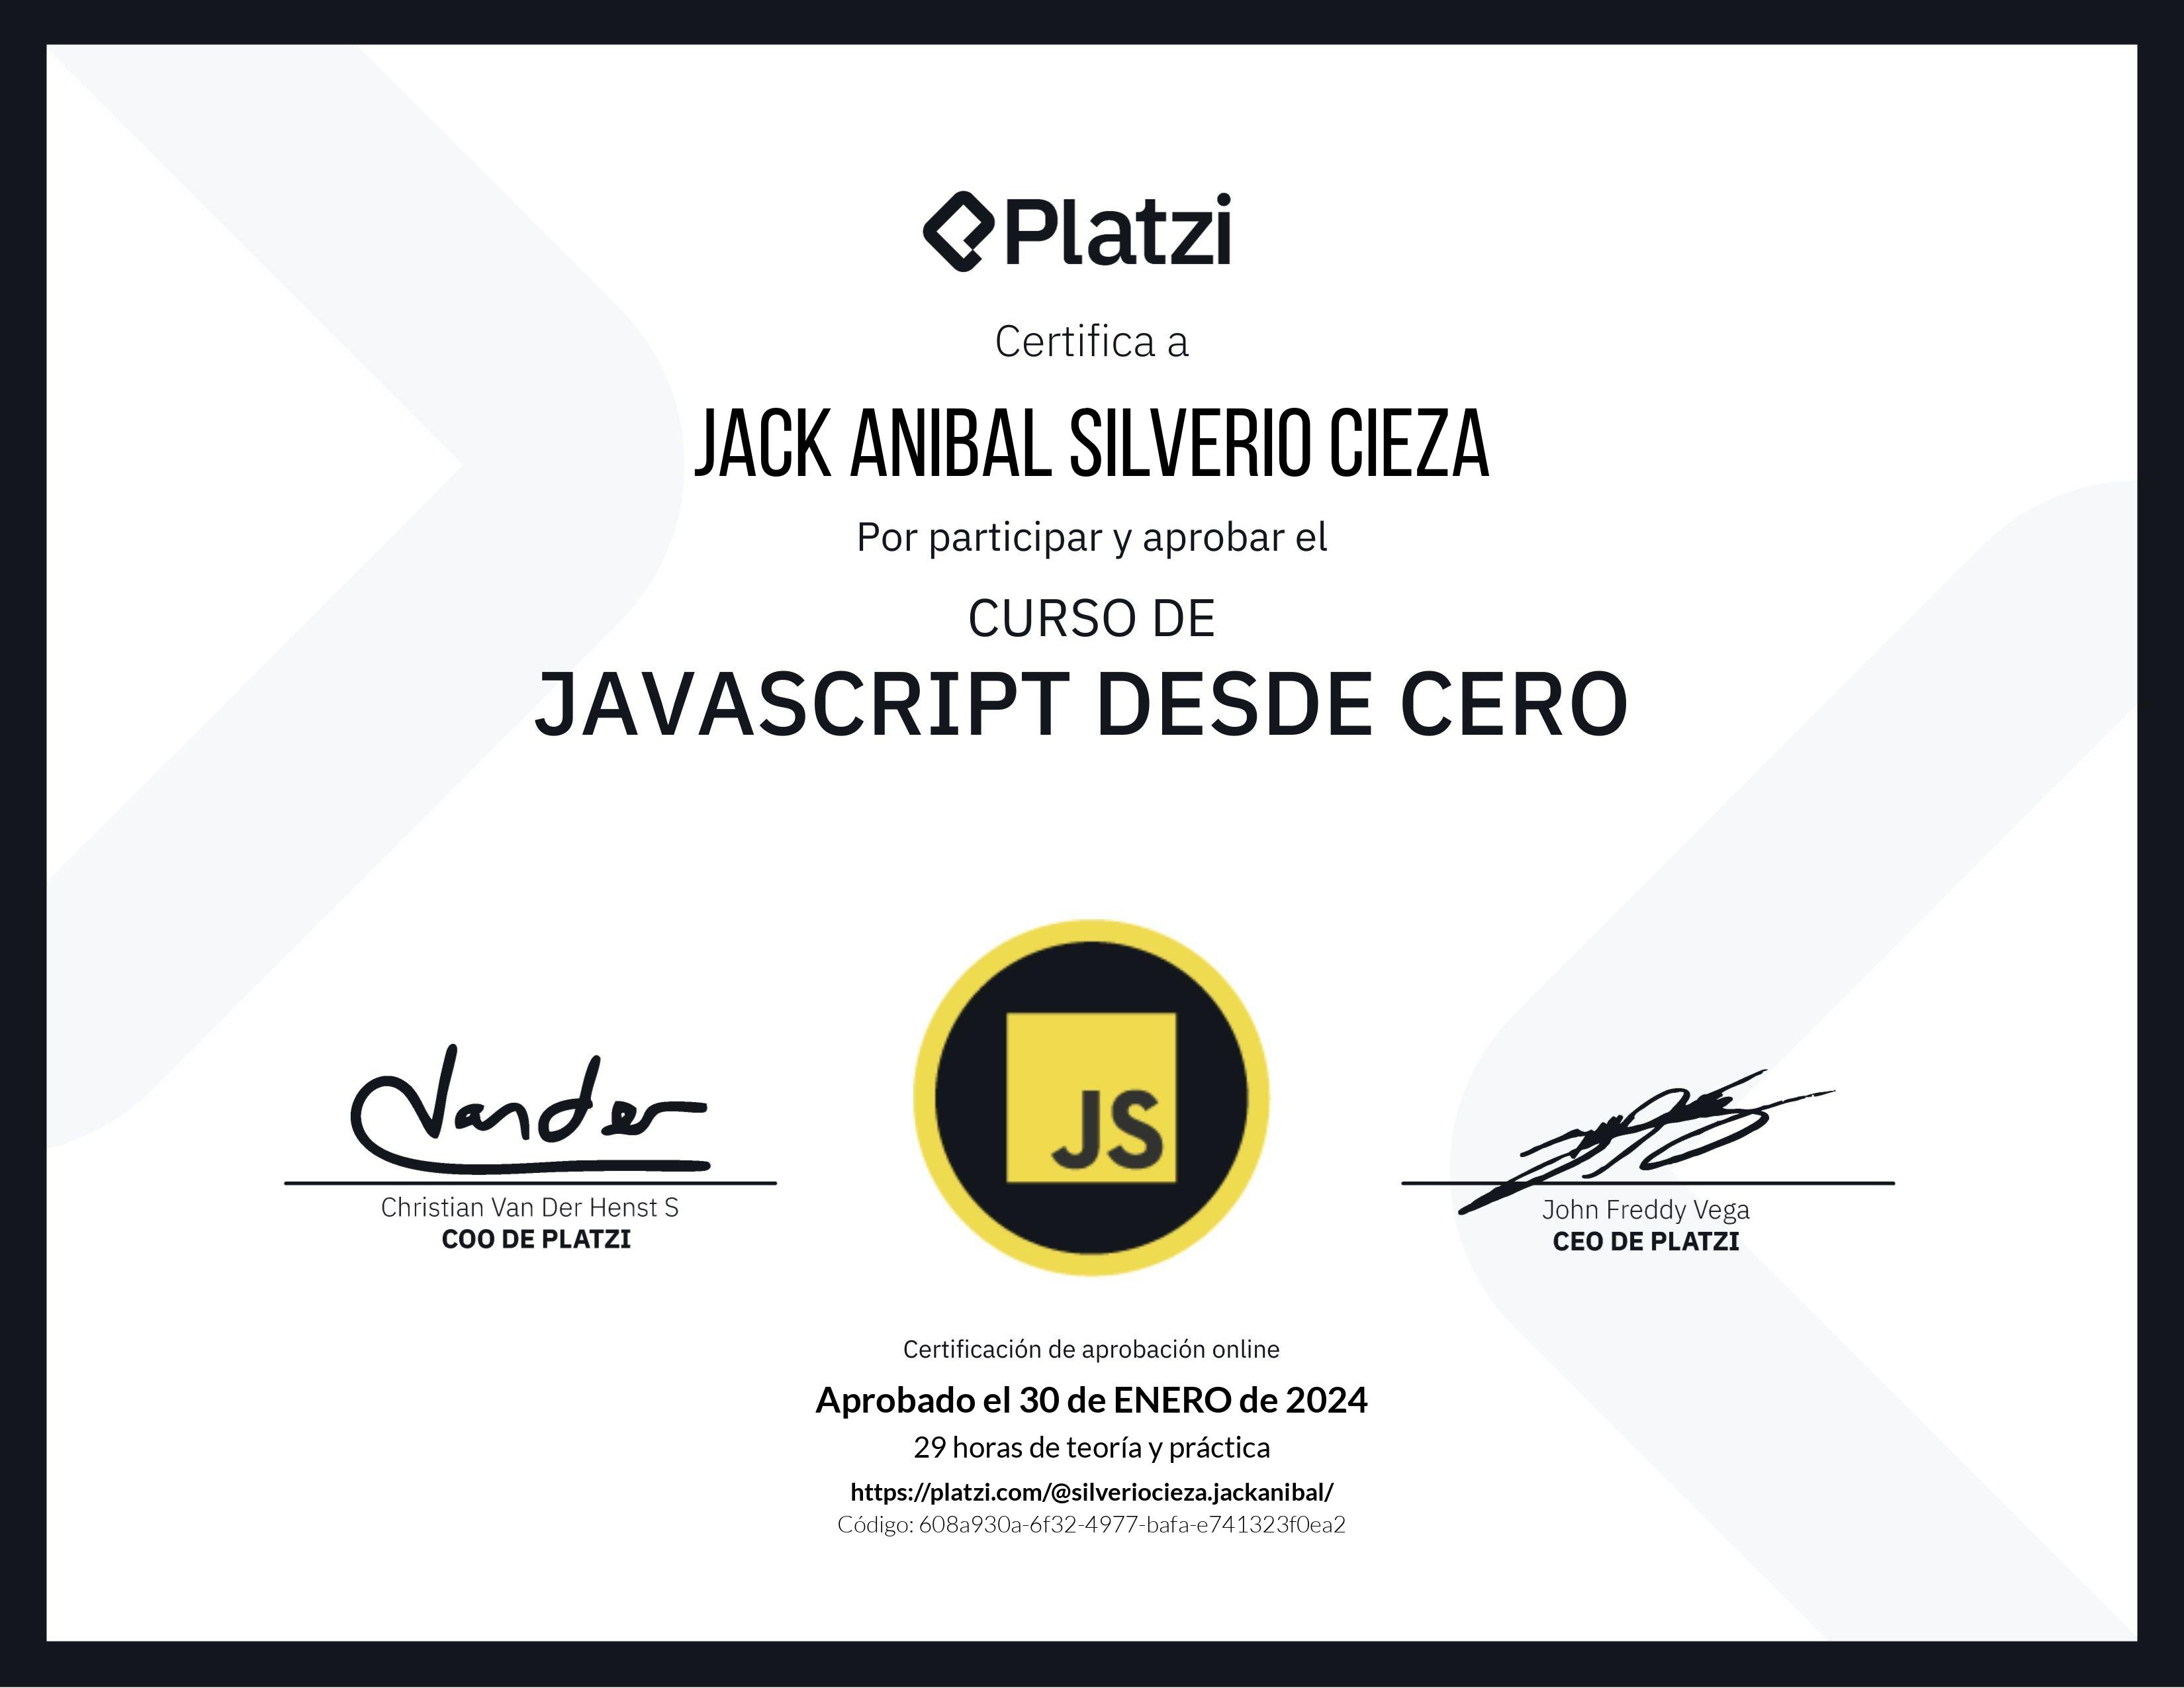 Platzi
Certifica a
JACK ANIBAL SILVERIO CIEZA
Por participar y aprobar el
CURSO DE
JAVASCRIPT DESDE CERO
JS
Christian Van Der Henst S
COO DE PLATZI
John Freddy Vega
CEO DE PLATZI
Certificación de aprobación online
Aprobado el 30 de ENERO de 2024
29 horas de teoría y práctica
https://platzi.com/@silveriocieza.jackanibal/
Código: 608a930a-6f32-4977-bafa-e741323f0ea2